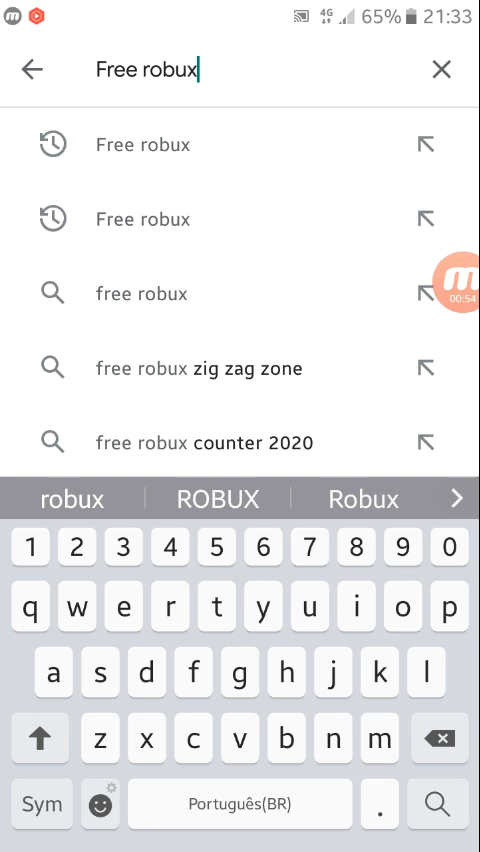 4G 65% 21:33
Free robux
Free robux
Free robux
free robux
00:54
free robux zig zag zone
free robux counter 2020
robux ROBUX Robux
1 2 3 4 5 6 7 8 9 0
q w e r t y u i o p
a s d f g h j k l
z x c v b n m
Sym Português(BR) .